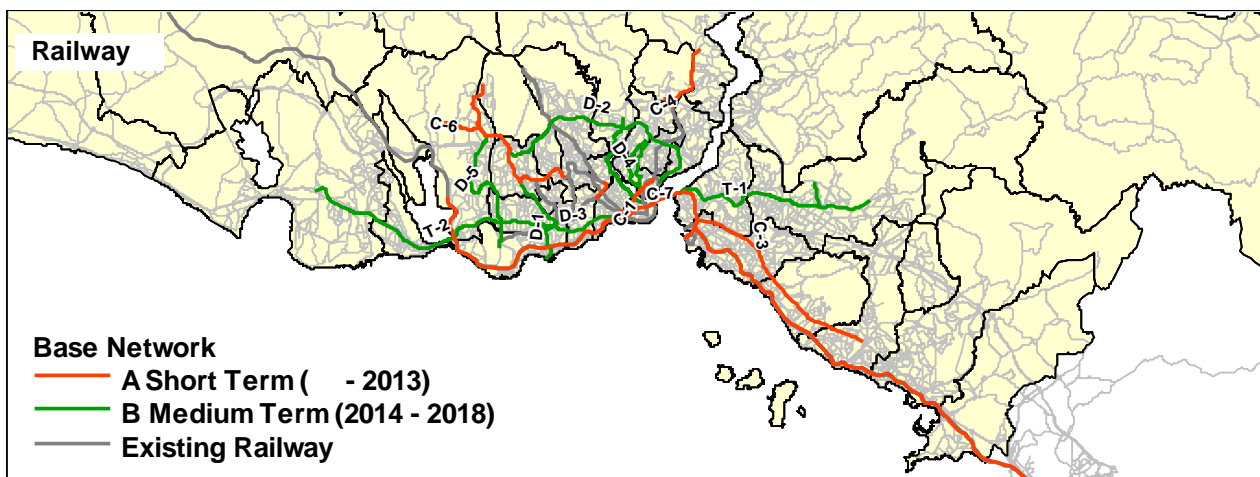 Railway
C-4
D-2
C-6
D-4
D-5
C-7
T-1
C-1
D-3
D-1
T-2
C-3
Base Network
A Short Term ( - 2013)
B Medium Term (2014 - 2018)
Existing Railway